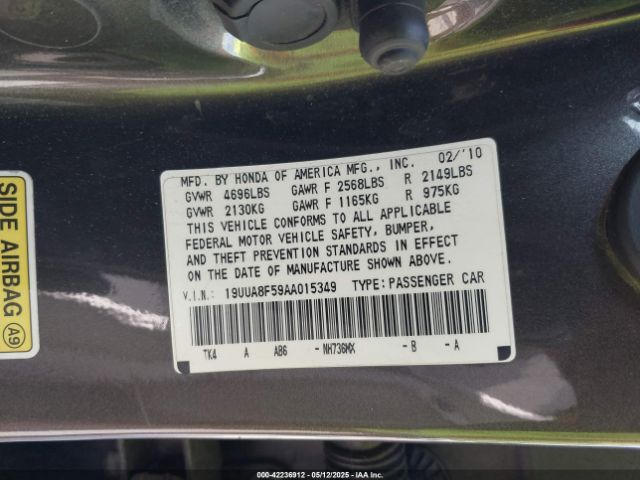 MFD. BY HONDA OF AMERICA MFG., INC. 02/'10
GVWR 4696LBS GAWR F 2568LBS R 2149LBS
GVWR 2130KG GAWR F 1165KG R 975KG
THIS VEHICLE CONFORMS TO ALL APPLICABLE
FEDERAL MOTOR VEHICLE SAFETY, BUMPER,
AND THEFT PREVENTION STANDARDS IN EFFECT
ON THE DATE OF MANUFACTURE SHOWN ABOVE.
V.I.N.: 19UUA8F59AA015349 TYPE:PASSENGER CAR
TK4 A AB6 -NH736MX -B -A
SIDE AIRBAG A9
000-42236912 - 05/12/2025 - COPART.COM